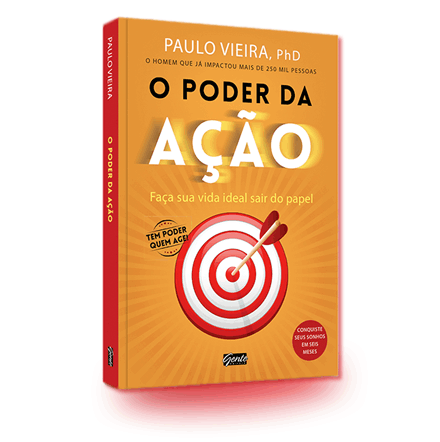 PAULO VIEIRA
O PODER DA AÇÃO
gente
PAULO VIEIRA, PhD
O HOMEM QUE JÁ IMPACTOU MAIS DE 250 MIL PESSOAS
O PODER DA
AÇÃO
Faça sua vida ideal sair do papel
TEM PODER
QUEM AGE!
CONQUISTE
SEUS SONHOS
EM SEIS
MESES
gente